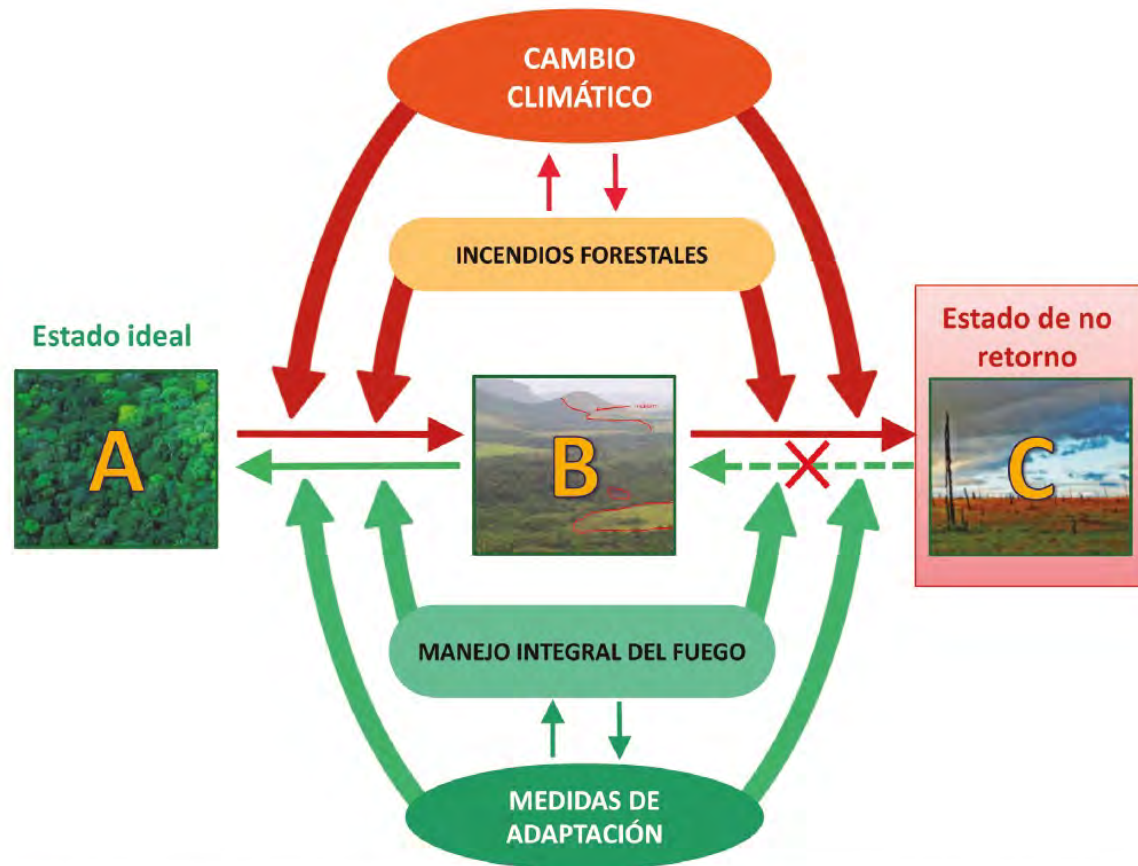 CAMBIO
CLIMÁTICO
INCENDIOS FORESTALES
Estado ideal
Estado de no
retorno
A
B
C
MANEJO INTEGRAL DEL FUEGO
MEDIDAS DE
ADAPTACIÓN